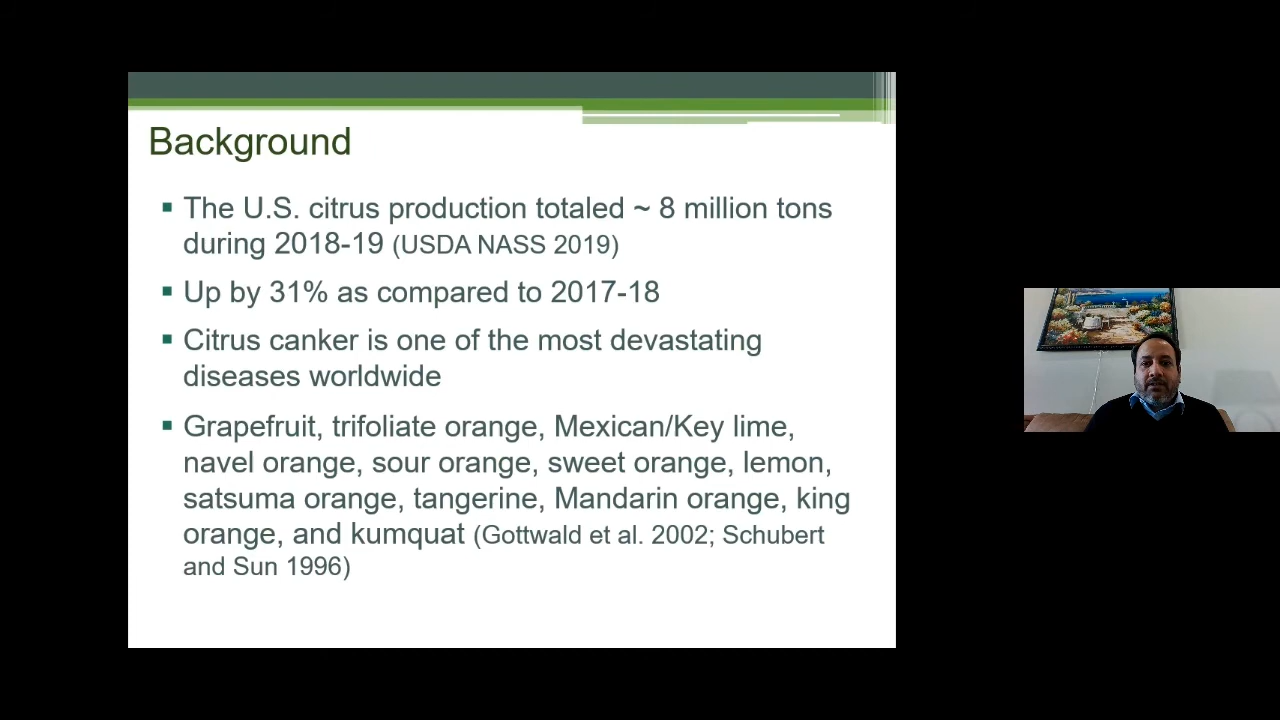 Background
The U.S. citrus production totaled ~ 8 million tons
during 2018-19 (USDA NASS 2019)
Up by 31% as compared to 2017-18
Citrus canker is one of the most devastating
diseases worldwide
Grapefruit, trifoliate orange, Mexican/Key lime,
navel orange, sour orange, sweet orange, lemon,
satsuma orange, tangerine, Mandarin orange, king
orange, and kumquat (Gottwald et al. 2002; Schubert
and Sun 1996)